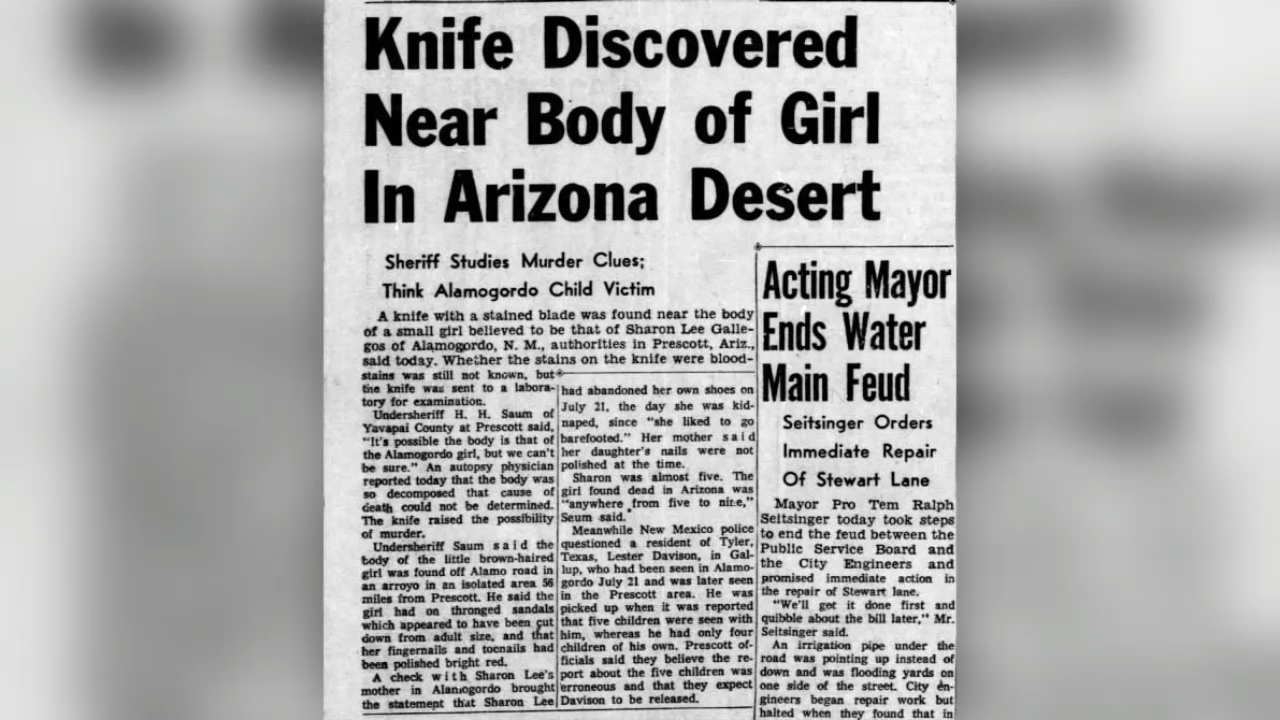 Knife Discovered
Near Body of Girl
In Arizona Desert
Sheriff Studies Murder Clues;
Think Alamogordo Child Victim
A knife with a stained blade was found near the body
of a small girl believed to be that of Sharon Lee Galle-
gos of Alamogordo, N. M., authorities in Prescott, Ariz.,
said today. Whether the stains on the knife were blood-
stains was still not known, but
the knife was sent to a labora-
tory for examination.
Undersheriff H. H. Saum of
Yavapai County at Prescott said,
"It's possible the body is that of
the Alamogordo girl, but we can't
be sure." An autopsy physician
reported today that the body was
so decomposed that cause of
death could not be determined.
The knife raised the possibility
of murder.
Undersheriff Saum said the
body of the little brown-haired
girl was found off Alamo road in
an arroyo in an isolated area 56
miles from Prescott. He said the
girl had on thronged sandals
which appeared to have been cut
down from adult size, and that
her fingernails and toenails had
been polished bright red.
A check with Sharon Lee's
mother in Alamogordo brought
the statement that Sharon Lee
had abandoned her own shoes on
July 21, the day she was kid-
naped, since "she liked to go
barefooted." Her mother said
her daughter's nails were not
polished at the time.
Sharon was almost five. The
girl found dead in Arizona was
"anywhere from five to nine,"
Seum said.
Meanwhile New Mexico police
questioned a resident of Tyler,
Texas, Lester Davison, in Gal-
lup, who had been seen in Alamo-
gordo July 21 and was later seen
in the Prescott area. He was
picked up when it was reported
that five children were seen with
him, whereas he had only four
children of his own. Prescott of-
ficials said they believe the re-
port about the five children was
erroneous and that they expect
Davison to be released.
Acting Mayor
Ends Water
Main Feud
Seitsinger Orders
Immediate Repair
Of Stewart Lane
Mayor Pro Tem Ralph
Seitsinger today took steps
to end the feud between the
Public Service Board and
the City Engineers and
promised immediate action in
the repair of Stewart lane.
"We'll get it done first and
quibble about the bill later," Mr.
Seitsinger said.
An irrigation pipe under the
road was pointing up instead of
down and was flooding yards on
one side of the street. City en-
gineers began repair work but
halted when they found that in